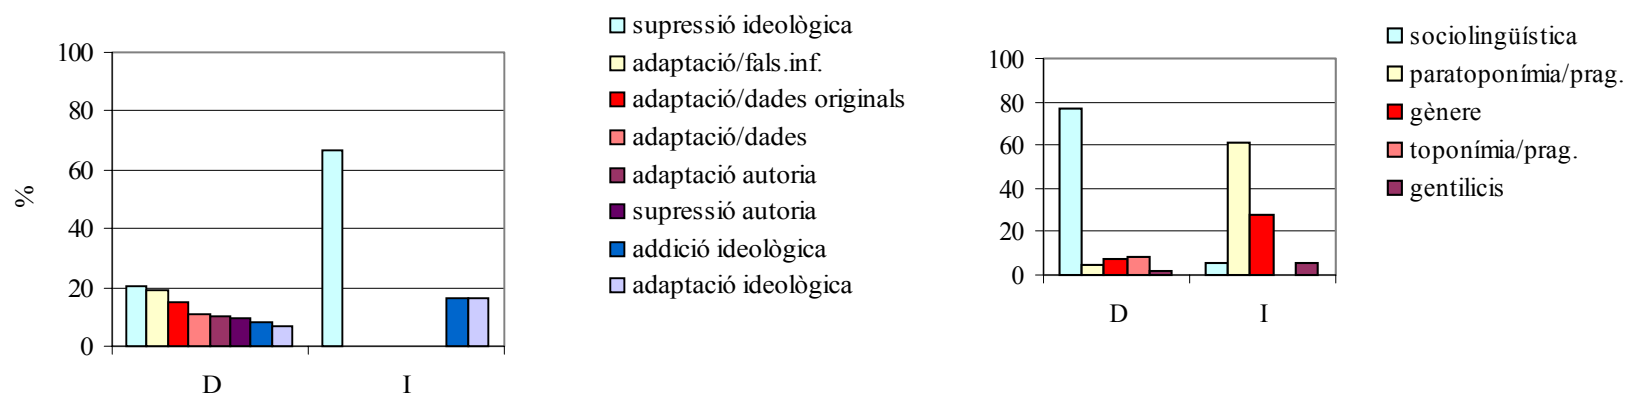 100
80
60
40
20
0
%
D
I
supressió ideològica
adaptació/fals.inf.
adaptació/dades originals
adaptació/dades
adaptació autoria
supressió autoria
addició ideològica
adaptació ideològica
100
80
60
40
20
0
D
I
sociolingüística
paratoponímia/prag.
gènere
toponímia/prag.
gentilicis